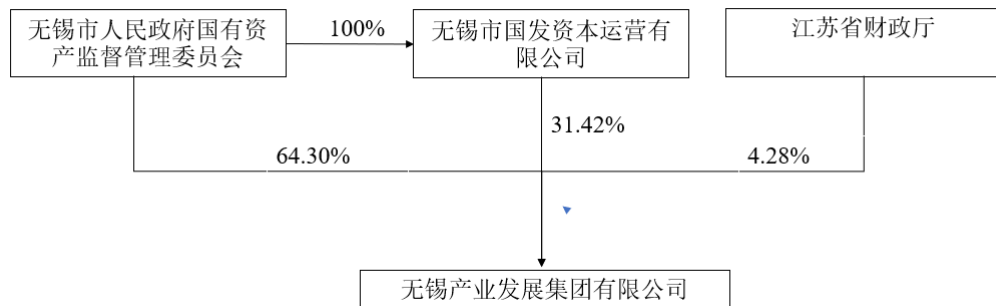 无锡市人民政府国有资
产监督管理委员会
100%
无锡市国发资本运营有
限公司
江苏省财政厅
31.42%
64.30%
4.28%
无锡产业发展集团有限公司